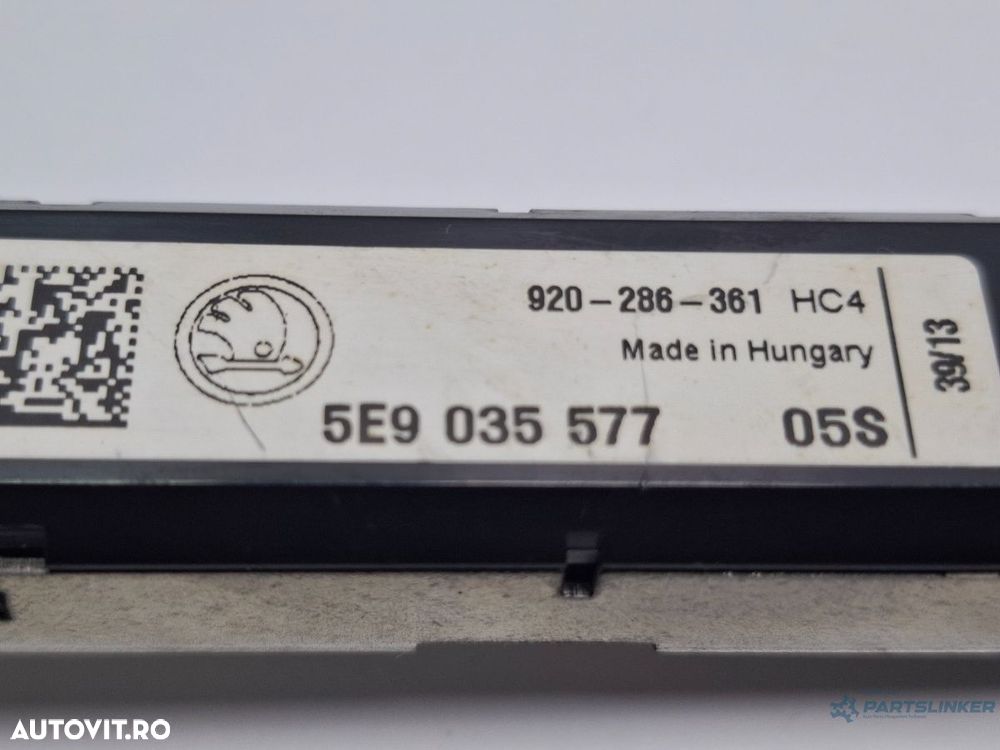 920-286-361 HC4
Made in Hungary
39/13
5E9 035 577 05S
PARTSLINKER
AUTOVIT.RO